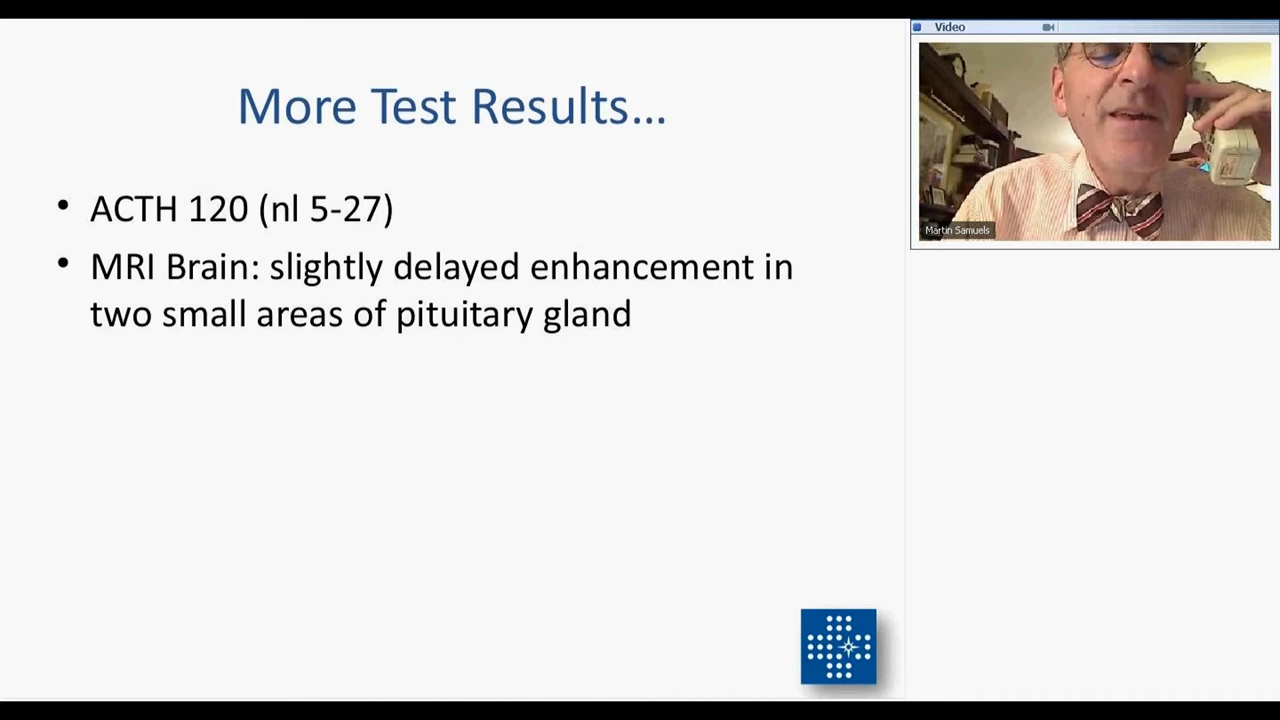 More Test Results...
• ACTH 120 (nl 5-27)
• MRI Brain: slightly delayed enhancement in
two small areas of pituitary gland
Video
Martin Samuels